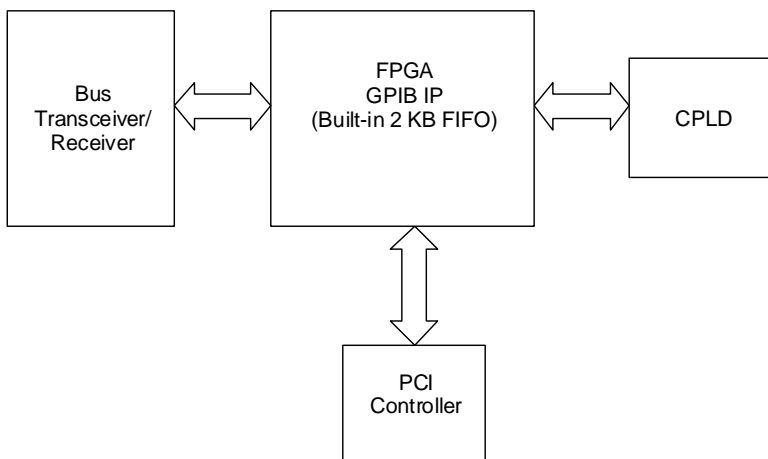 Bus
Transceiver/
Receiver
FPGA
GPIB IP
(Built-in 2 KB FIFO)
CPLD
PCI
Controller